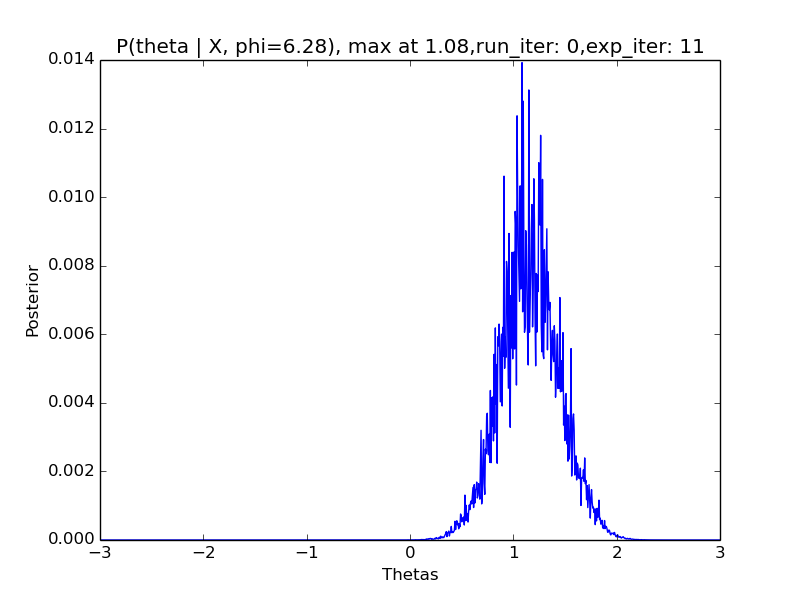 P(theta | X, phi=6.28), max at 1.08,run_iter: 0,exp_iter: 11
0.014
0.012
0.010
0.008
0.006
0.004
0.002
0.000
Posterior
−3 −2 −1 0 1 2 3
Thetas